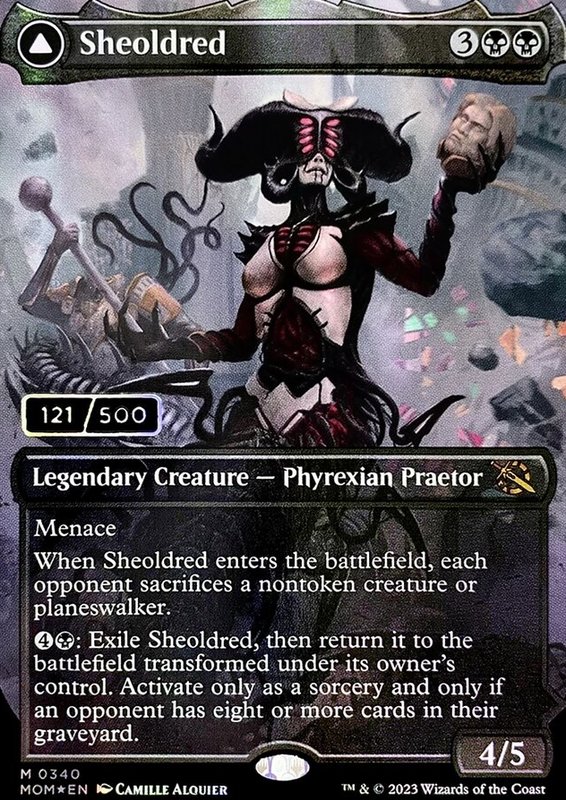 Sheoldred 3
121/500
Legendary Creature — Phyrexian Praetor
Menace
When Sheoldred enters the battlefield, each
opponent sacrifices a nontoken creature or
planeswalker.
4: Exile Sheoldred, then return it to the
battlefield transformed under its owner's
control. Activate only as a sorcery and only if
an opponent has eight or more cards in their
graveyard.
4/5
M 0340
MOM★EN Camille Alquier ™ & © 2023 Wizards of the Coast